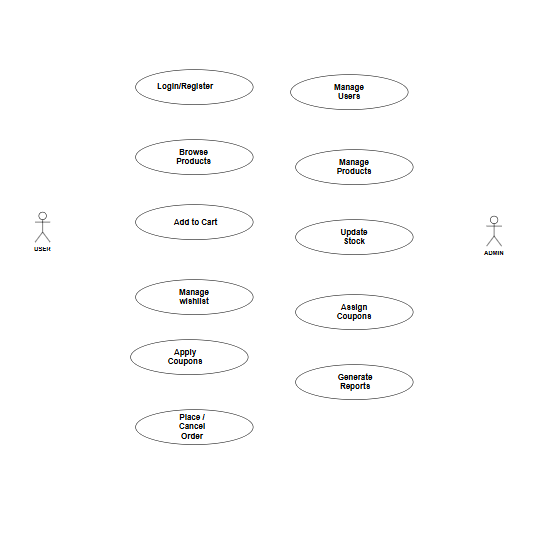 Login/Register
Manage
Users
Browse
Products
Manage
Products
Add to Cart
Update
Stock
USER
ADMIN
Manage
wishlist
Assign
Coupons
Apply
Coupons
Generate
Reports
Place /
Cancel
Order